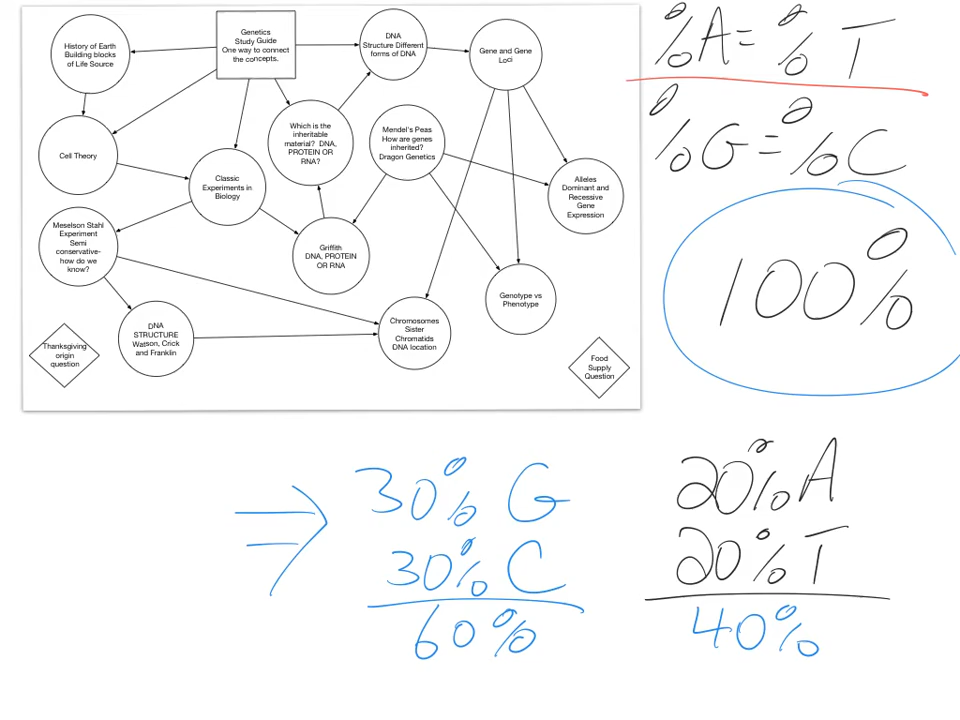 History of Earth
Building blocks
of Life Source
Genetics
Study Guide
One way to connect
the concepts.
DNA
Structure Different
forms of DNA
Gene and Gene
Loci
Cell Theory
Which is the
inheritable
material? DNA,
PROTEIN OR
RNA?
Mendel's Peas
How are genes
inherited?
Dragon Genetics
Classic
Experiments in
Biology
Alleles
Dominant and
Recessive
Gene
Expression
Meselson Stahl
Experiment
Semi
conservative-
how do we
know?
Griffith
DNA, PROTEIN
OR RNA
Genotype vs
Phenotype
DNA
STRUCTURE
Watson, Crick
and Franklin
Chromosomes
Sister
Chromatids
DNA location
Thanksgiving
origin
question
Food
Supply
Question
%A = %T
%G = %C
100%
30% G
30% C
60%
20% A
20% T
40%